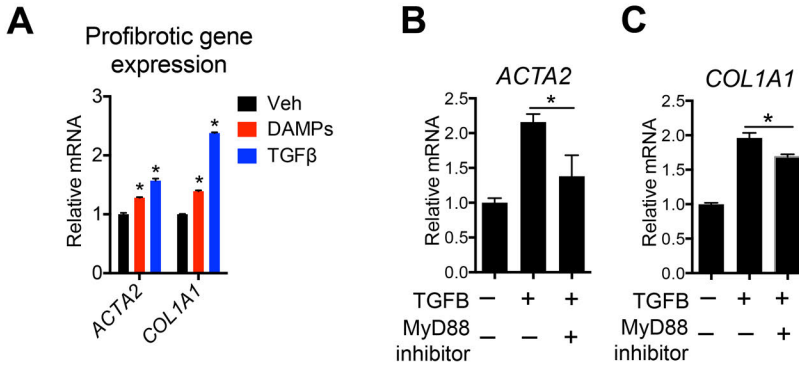 A
Profibrotic gene
expression
Relative mRNA
3
2
1
0
* *
* *
ACTA2
COL1A1
Veh
DAMPs
TGFβ
B
ACTA2
Relative mRNA
2.5
2.0
1.5
1.0
0.5
0.0
*
TGFB − + +
MyD88 − − +
inhibitor
C
COL1A1
Relative mRNA
2.5
2.0
1.5
1.0
0.5
0.0
*
TGFB − + +
MyD88 − − +
inhibitor